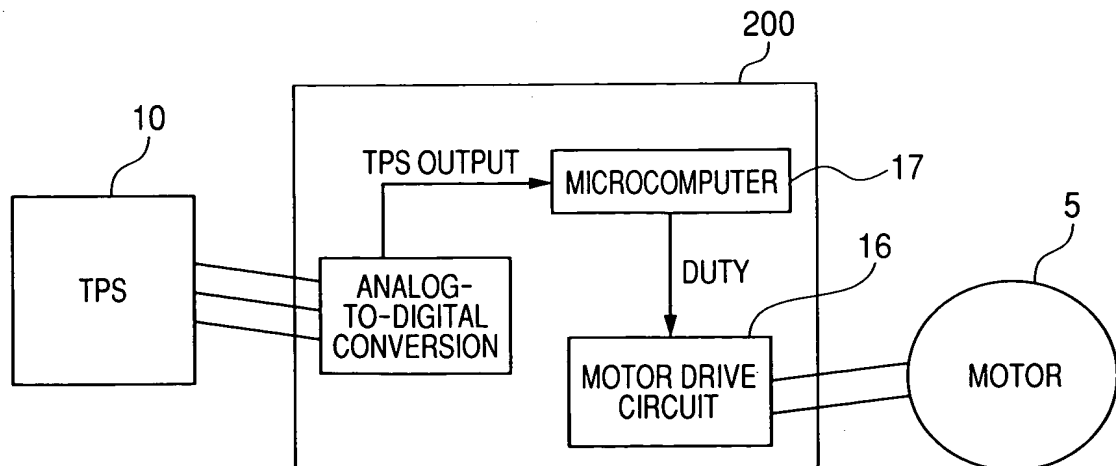 200
10
TPS OUTPUT
MICROCOMPUTER
17
TPS
ANALOG-
TO-DIGITAL
CONVERSION
DUTY
16
5
MOTOR DRIVE
CIRCUIT
MOTOR